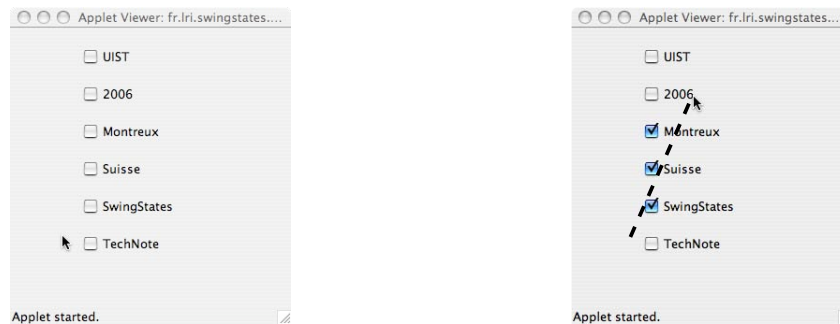 Applet Viewer: fr.lri.swingstates....
UIST
2006
Montreux
Suisse
SwingStates
TechNote
Applet started.
Applet Viewer: fr.lri.swingstates...
UIST
2006
Montreux
Suisse
SwingStates
TechNote
Applet started.